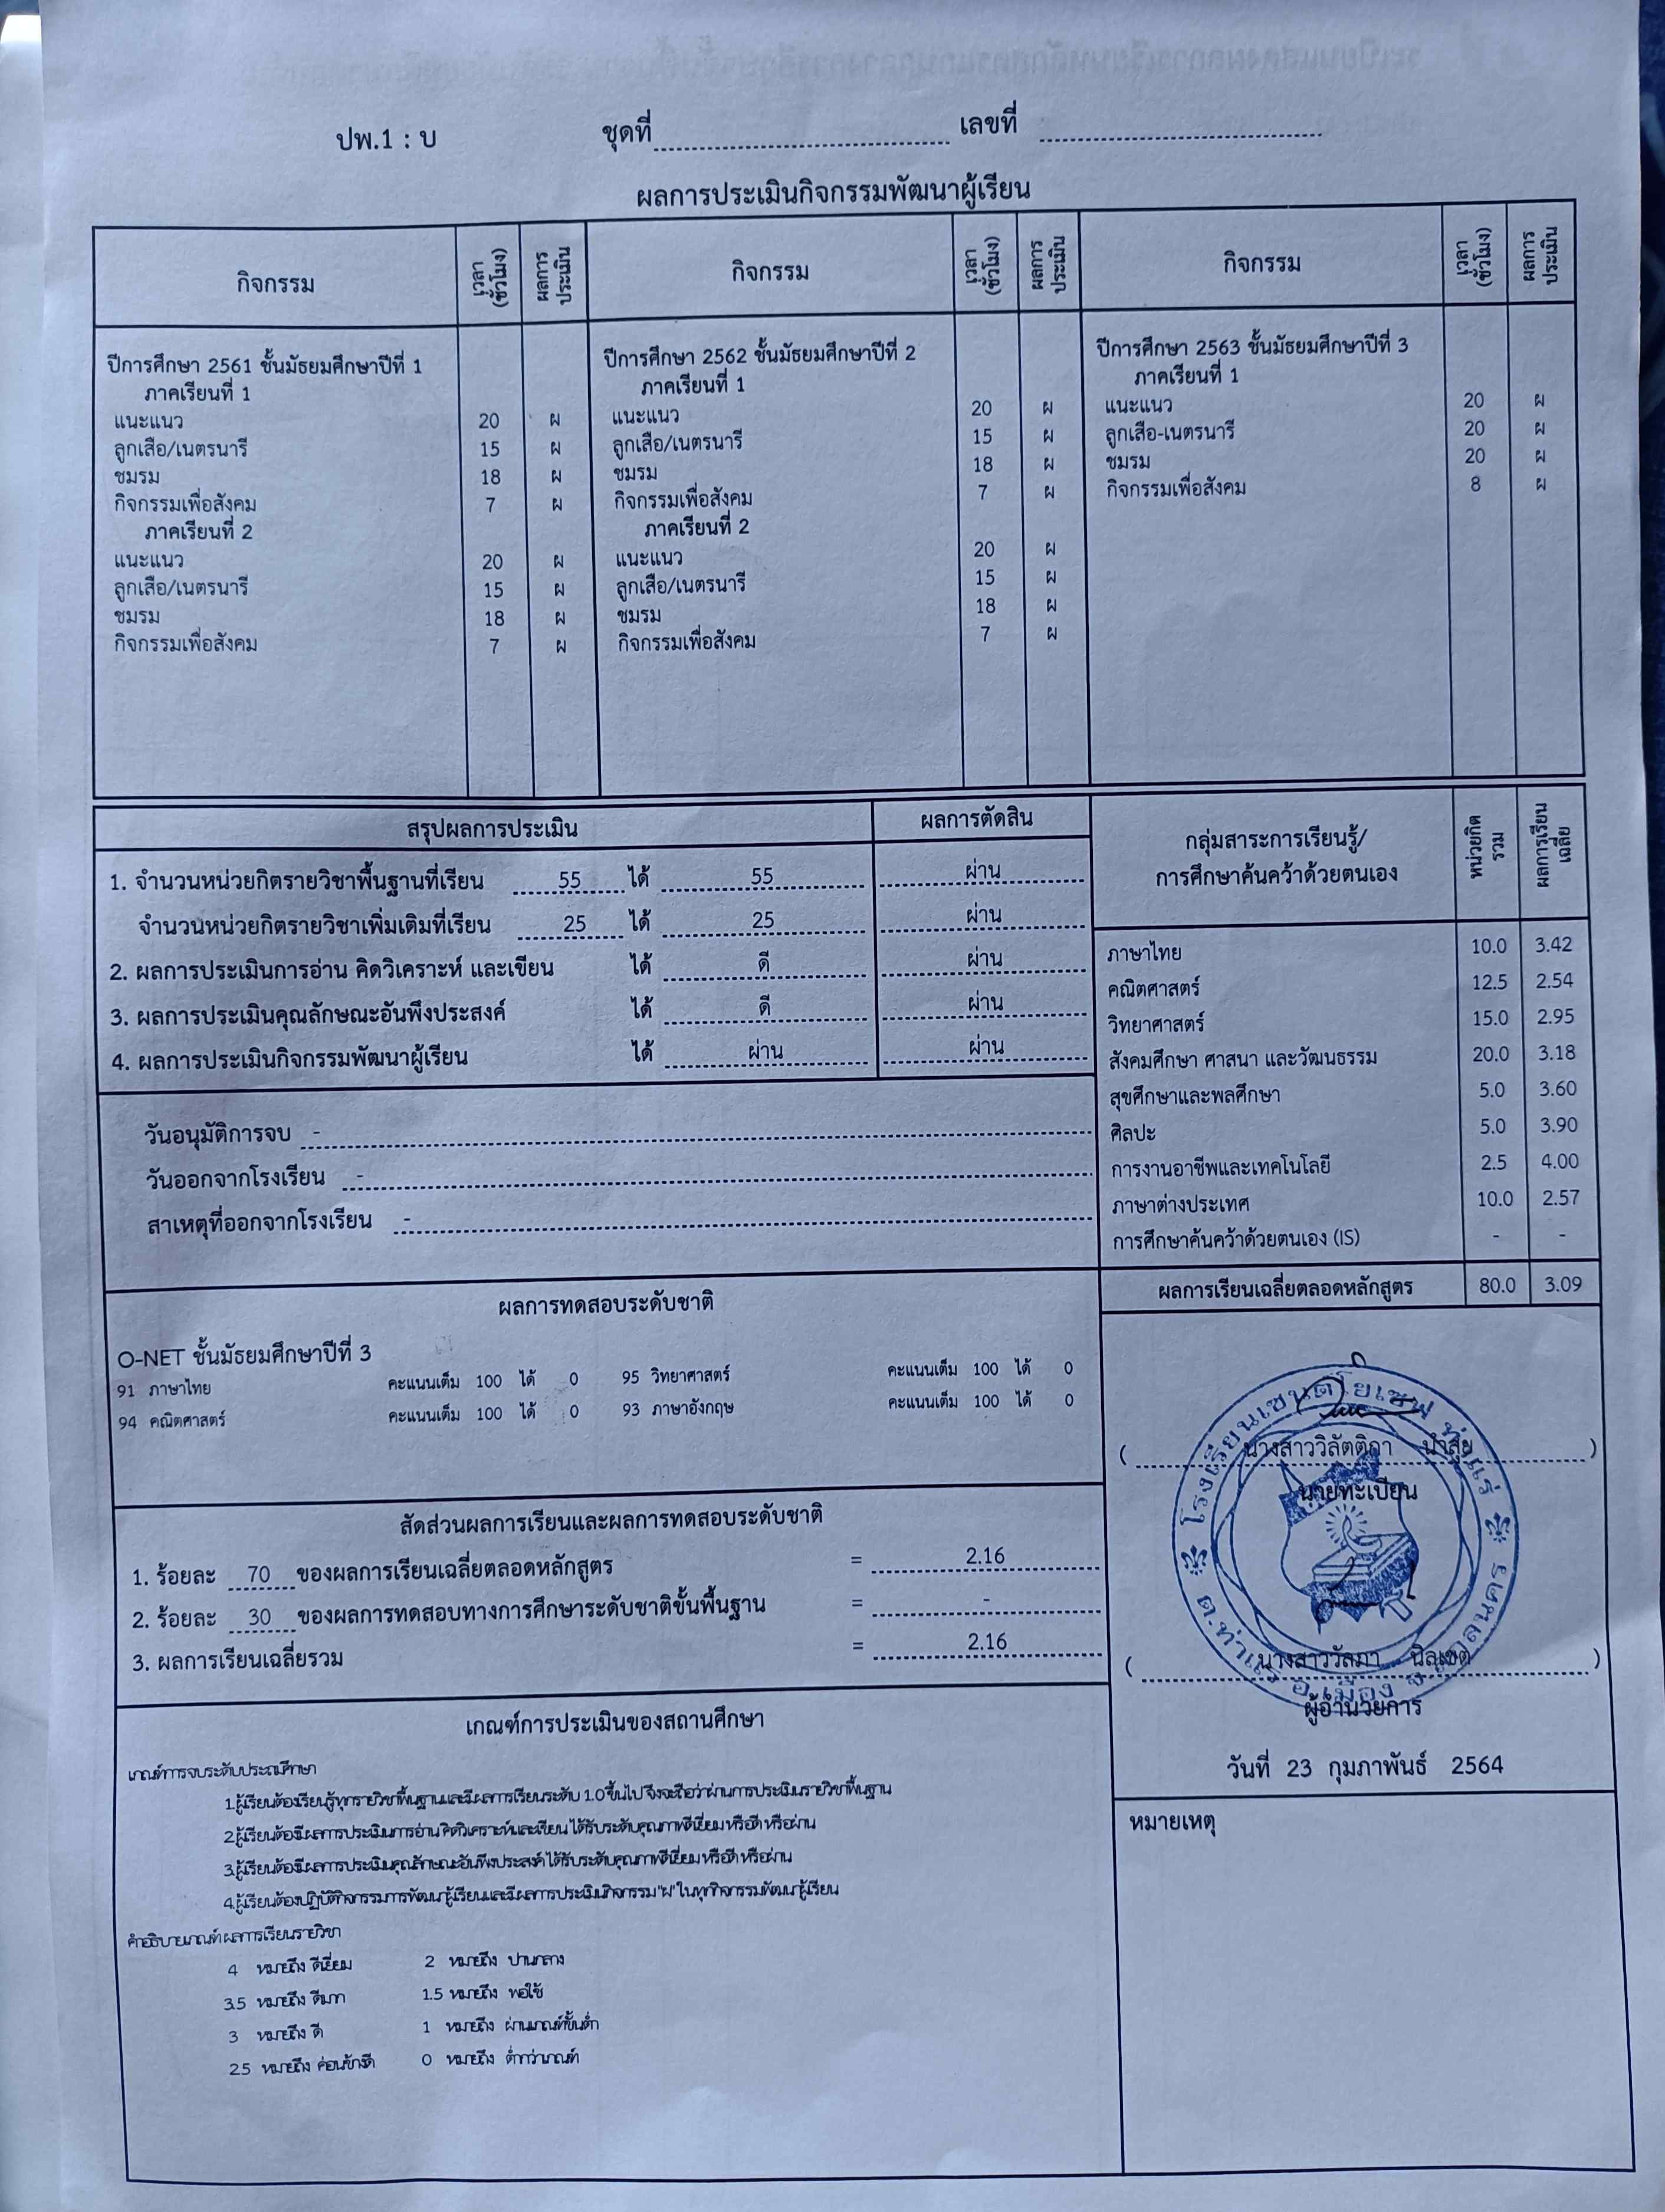 ปพ.1 : บ ชุดที่ เลขที่
ผลการประเมินกิจกรรมพัฒนาผู้เรียน
กิจกรรม เวลา (ชั่วโมง) ผลการประเมิน กิจกรรม เวลา (ชั่วโมง) ผลการประเมิน กิจกรรม เวลา (ชั่วโมง) ผลการประเมิน
ปีการศึกษา 2561 ชั้นมัธยมศึกษาปีที่ 1
ภาคเรียนที่ 1
แนะแนว 20 ผ
ลูกเสือ/เนตรนารี 15 ผ
ชมรม 18 ผ
กิจกรรมเพื่อสังคม 7 ผ
ภาคเรียนที่ 2
แนะแนว 20 ผ
ลูกเสือ/เนตรนารี 15 ผ
ชมรม 18 ผ
กิจกรรมเพื่อสังคม 7 ผ
ปีการศึกษา 2562 ชั้นมัธยมศึกษาปีที่ 2
ภาคเรียนที่ 1
แนะแนว 20 ผ
ลูกเสือ/เนตรนารี 15 ผ
ชมรม 18 ผ
กิจกรรมเพื่อสังคม 7 ผ
ภาคเรียนที่ 2
แนะแนว 20 ผ
ลูกเสือ/เนตรนารี 15 ผ
ชมรม 18 ผ
กิจกรรมเพื่อสังคม 7 ผ
ปีการศึกษา 2563 ชั้นมัธยมศึกษาปีที่ 3
ภาคเรียนที่ 1
แนะแนว 20 ผ
ลูกเสือ-เนตรนารี 20 ผ
ชมรม 20 ผ
กิจกรรมเพื่อสังคม 8 ผ
สรุปผลการประเมิน ผลการตัดสิน
1. จำนวนหน่วยกิตรายวิชาพื้นฐานที่เรียน 55 ได้ 55 ผ่าน
จำนวนหน่วยกิตรายวิชาเพิ่มเติมที่เรียน 25 ได้ 25 ผ่าน
2. ผลการประเมินการอ่าน คิดวิเคราะห์ และเขียน ได้ ดี ผ่าน
3. ผลการประเมินคุณลักษณะอันพึงประสงค์ ได้ ดี ผ่าน
4. ผลการประเมินกิจกรรมพัฒนาผู้เรียน ได้ ผ่าน ผ่าน
วันอนุมัติการจบ -
วันออกจากโรงเรียน -
สาเหตุที่ออกจากโรงเรียน -
กลุ่มสาระการเรียนรู้/
การศึกษาค้นคว้าด้วยตนเอง หน่วยกิตรวม ผลการเรียนเฉลี่ย
ภาษาไทย 10.0 3.42
คณิตศาสตร์ 12.5 2.54
วิทยาศาสตร์ 15.0 2.95
สังคมศึกษา ศาสนา และวัฒนธรรม 20.0 3.18
สุขศึกษาและพลศึกษา 5.0 3.60
ศิลปะ 5.0 3.90
การงานอาชีพและเทคโนโลยี 2.5 4.00
ภาษาต่างประเทศ 10.0 2.57
การศึกษาค้นคว้าด้วยตนเอง (IS) - -
ผลการเรียนเฉลี่ยตลอดหลักสูตร 80.0 3.09
ผลการทดสอบระดับชาติ
O-NET ชั้นมัธยมศึกษาปีที่ 3
91 ภาษาไทย คะแนนเต็ม 100 ได้ 0 95 วิทยาศาสตร์ คะแนนเต็ม 100 ได้ 0
94 คณิตศาสตร์ คะแนนเต็ม 100 ได้ 0 93 ภาษาอังกฤษ คะแนนเต็ม 100 ได้ 0
สัดส่วนผลการเรียนและผลการทดสอบระดับชาติ
1. ร้อยละ 70 ของผลการเรียนเฉลี่ยตลอดหลักสูตร = 2.16
2. ร้อยละ 30 ของผลการทดสอบทางการศึกษาระดับชาติขั้นพื้นฐาน = -
3. ผลการเรียนเฉลี่ยรวม = 2.16
เกณฑ์การประเมินของสถานศึกษา
เกณฑ์การจบระดับประถมศึกษา
1.ผู้เรียนต้องเรียนรู้ทุกรายวิชาพื้นฐานและมีผลการเรียนระดับ 1.0 ขึ้นไป จึงจะถือว่าผ่านการประเมินรายวิชาพื้นฐาน
2.ผู้เรียนต้องมีผลการประเมินการอ่าน คิดวิเคราะห์และเขียน ได้รับระดับคุณภาพดีเยี่ยม หรือดี หรือผ่าน
3.ผู้เรียนต้องมีผลการประเมินคุณลักษณะอันพึงประสงค์ ได้รับระดับคุณภาพดีเยี่ยม หรือดี หรือผ่าน
4.ผู้เรียนต้องปฏิบัติกิจกรรมการพัฒนาผู้เรียนและมีผลการประเมินกิจกรรม "ผ" ในทุกกิจกรรมพัฒนาผู้เรียน
คำอธิบายเกณฑ์ ผลการเรียนรายวิชา
4 หมายถึง ดีเยี่ยม 2 หมายถึง ปานกลาง
3.5 หมายถึง ดีมาก 1.5 หมายถึง พอใช้
3 หมายถึง ดี 1 หมายถึง ผ่านเกณฑ์ขั้นต่ำ
2.5 หมายถึง ค่อนข้างดี 0 หมายถึง ต่ำกว่าเกณฑ์
โรงเรียนเซนต์โยเซฟ ท่าแร่
ต.ท่าแร่ อ.เมือง จ.สกลนคร
( นางสาววิลัตติกา นำสุย )
นายทะเบียน
( นางสาววัลภา นิลเขต )
ผู้อำนวยการ
วันที่ 23 กุมภาพันธ์ 2564
หมายเหตุ